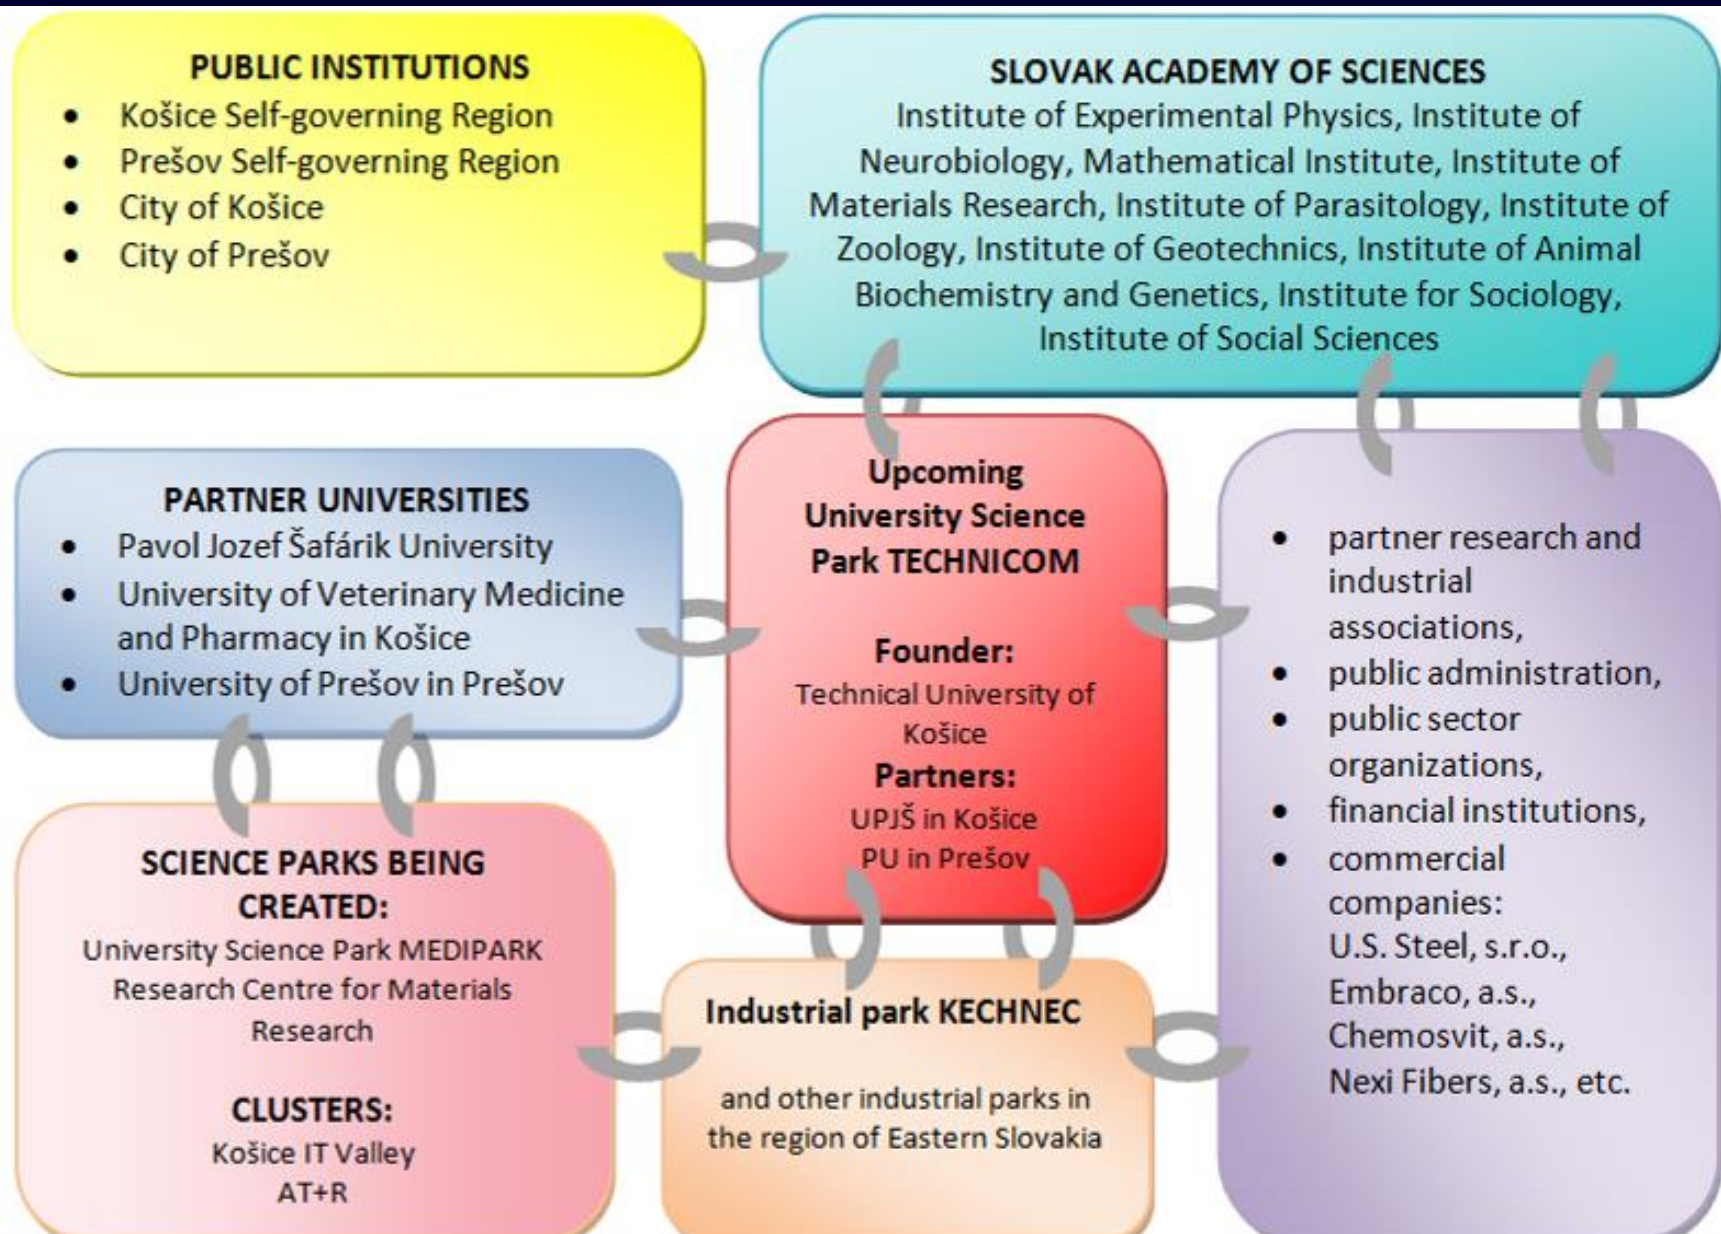 PUBLIC INSTITUTIONS
• Košice Self-governing Region
• Prešov Self-governing Region
• City of Košice
• City of Prešov
SLOVAK ACADEMY OF SCIENCES
Institute of Experimental Physics, Institute of
Neurobiology, Mathematical Institute, Institute of
Materials Research, Institute of Parasitology, Institute of
Zoology, Institute of Geotechnics, Institute of Animal
Biochemistry and Genetics, Institute for Sociology,
Institute of Social Sciences
PARTNER UNIVERSITIES
• Pavol Jozef Šafárik University
• University of Veterinary Medicine
and Pharmacy in Košice
• University of Prešov in Prešov
Upcoming
University Science
Park TECHNICOM
Founder:
Technical University of
Košice
Partners:
UPJŠ in Košice
PU in Prešov
• partner research and
industrial
associations,
• public administration,
• public sector
organizations,
• financial institutions,
• commercial
companies:
U.S. Steel, s.r.o.,
Embraco, a.s.,
Chemosvit, a.s.,
Nexi Fibers, a.s., etc.
SCIENCE PARKS BEING
CREATED:
University Science Park MEDIPARK
Research Centre for Materials
Research
CLUSTERS:
Košice IT Valley
AT+R
Industrial park KECHNEC
and other industrial parks in
the region of Eastern Slovakia